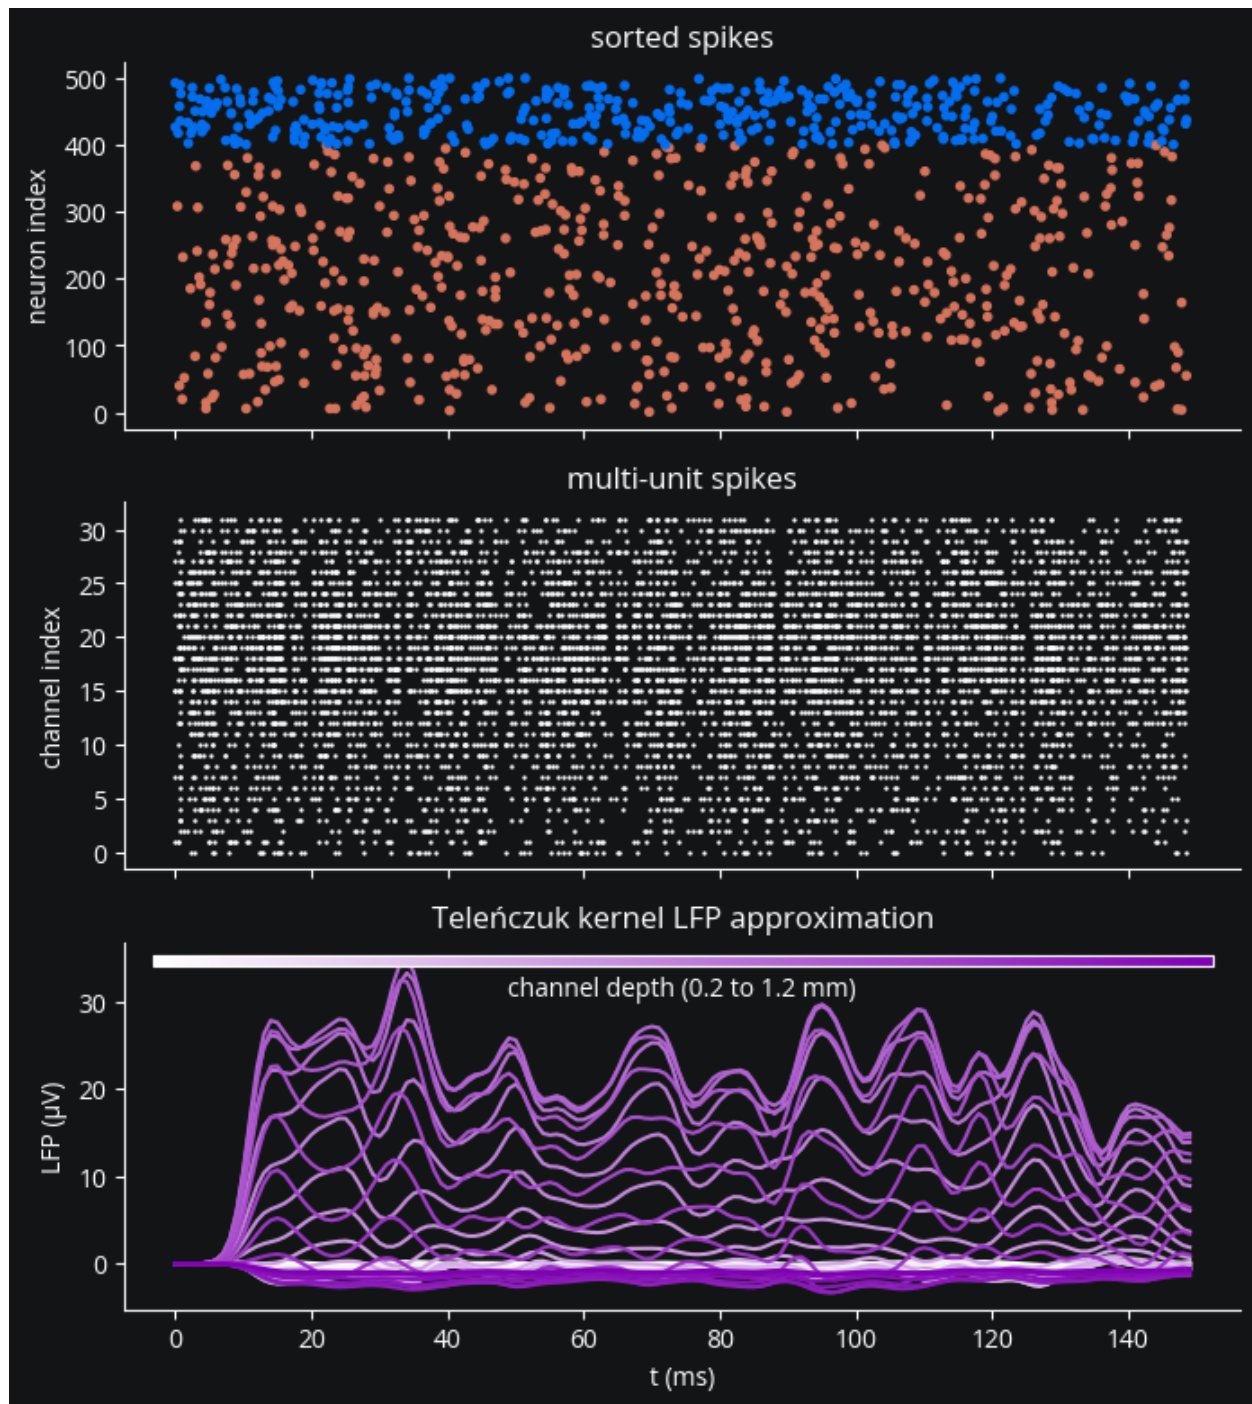 sorted spikes
500
400
300
200
100
0
neuron index
multi-unit spikes
30
25
20
15
10
5
0
channel index
Teleńczuk kernel LFP approximation
channel depth (0.2 to 1.2 mm)
30
20
10
0
LFP (μV)
0 20 40 60 80 100 120 140
t (ms)